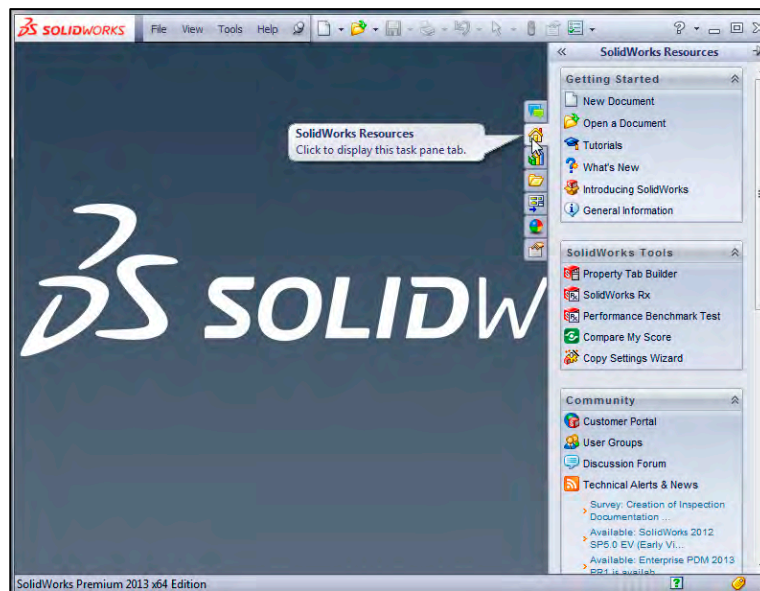 SOLIDWORKS File View Tools Help
SolidWorks Resources
Getting Started
New Document
Open a Document
Tutorials
What's New
Introducing SolidWorks
General Information
SolidWorks Resources
Click to display this task pane tab.
SOLIDW
SolidWorks Tools
Property Tab Builder
SolidWorks Rx
Performance Benchmark Test
Compare My Score
Copy Settings Wizard
Community
Customer Portal
User Groups
Discussion Forum
Technical Alerts & News
Survey: Creation of Inspection
Documentation ...
Available: SolidWorks 2012
SP5.0 EV (Early Vi...
Available: Enterprise PDM 2013
PR1 is availab
SolidWorks Premium 2013 x64 Edition